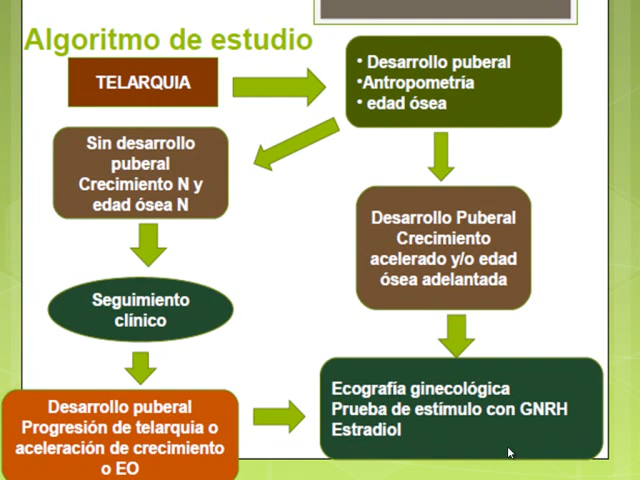 Algoritmo de estudio
TELARQUIA
• Desarrollo puberal
•Antropometría
• edad ósea
Sin desarrollo
puberal
Crecimiento N y
edad ósea N
Desarrollo Puberal
Crecimiento
acelerado y/o edad
ósea adelantada
Seguimiento
clínico
Desarrollo puberal
Progresión de telarquia o
aceleración de crecimiento
o EO
Ecografía ginecológica
Prueba de estímulo con GNRH
Estradiol